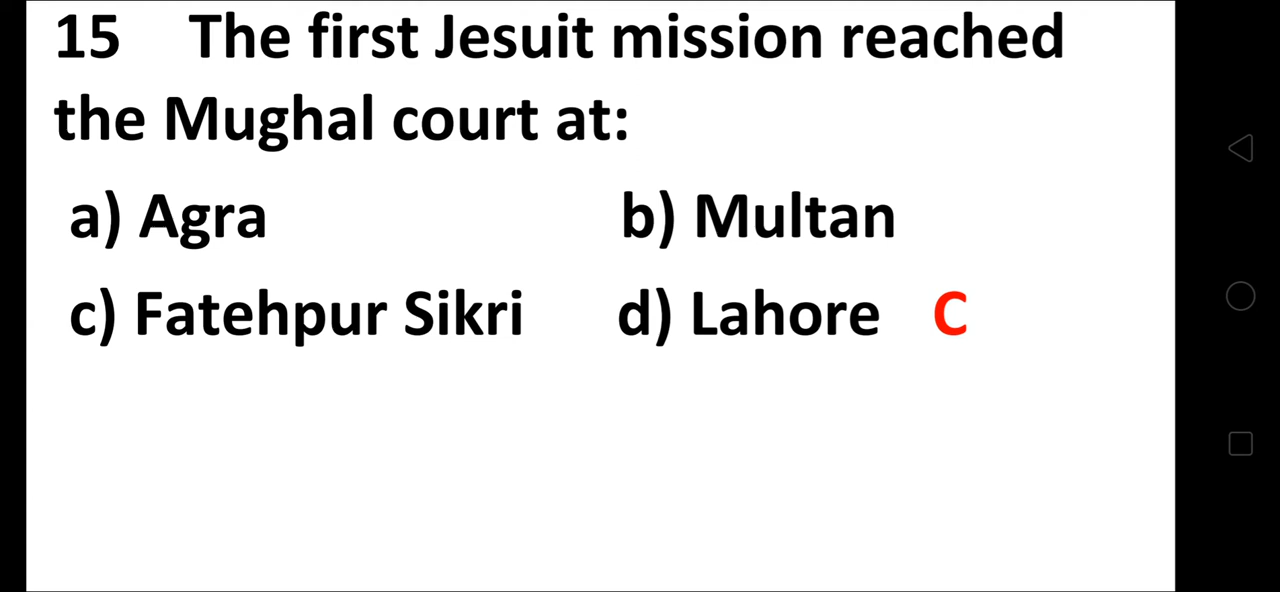 15 The first Jesuit mission reached
the Mughal court at:
a) Agra b) Multan
c) Fatehpur Sikri d) Lahore C